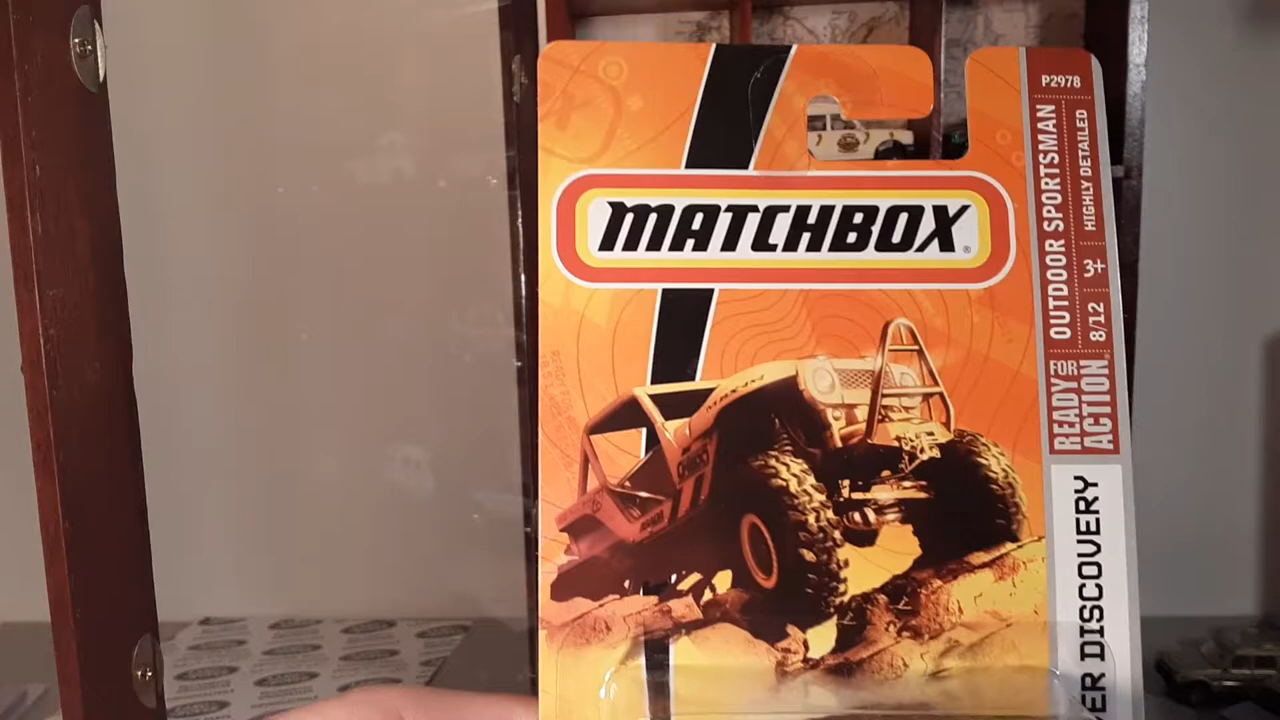 MATCHBOX®
P2978
OUTDOOR SPORTSMAN
HIGHLY DETAILED
3+
8/12
READY FOR ACTION
ER DISCOVERY